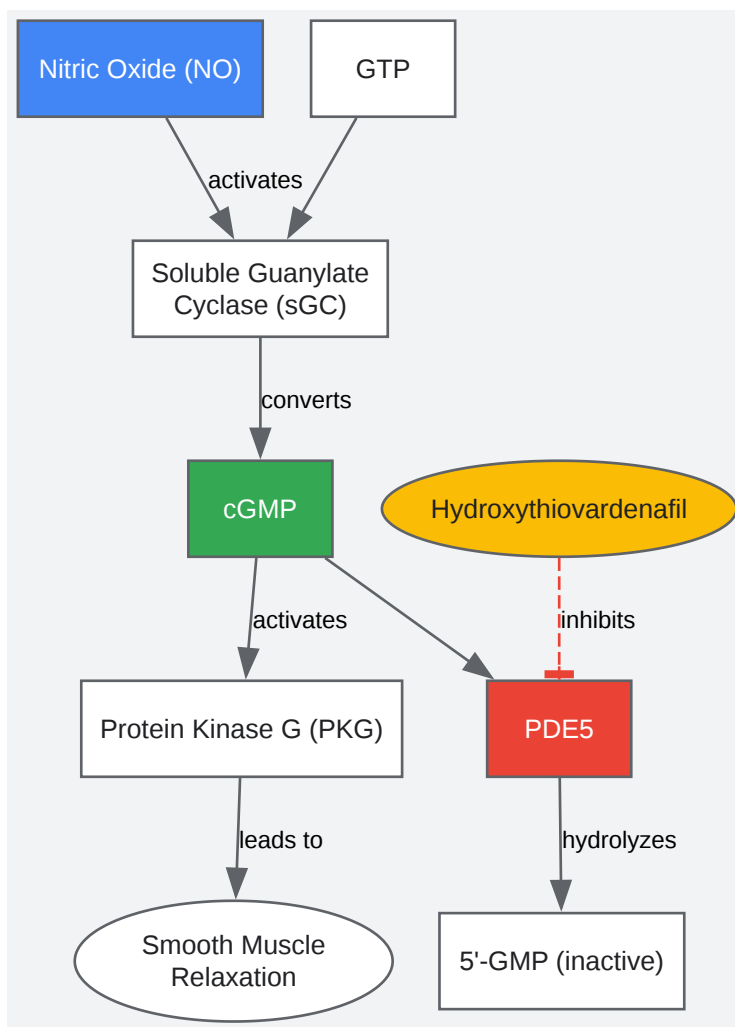 Nitric Oxide (NO)
GTP
activates
Soluble Guanylate
Cyclase (sGC)
converts
cGMP
Hydroxythiovardenafil
activates
inhibits
Protein Kinase G (PKG)
PDE5
leads to
hydrolyzes
Smooth Muscle
Relaxation
5'-GMP (inactive)